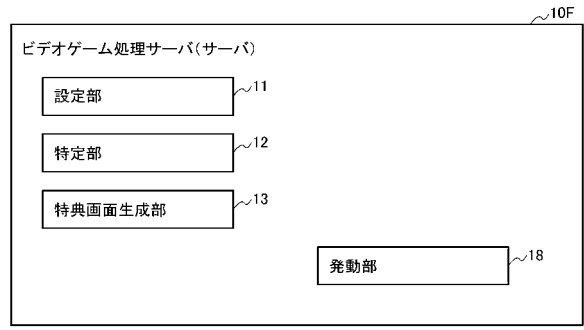 10F
ビデオゲーム処理サーバ(サーバ)
設定部
11
特定部
12
特典画面生成部
13
発動部
18